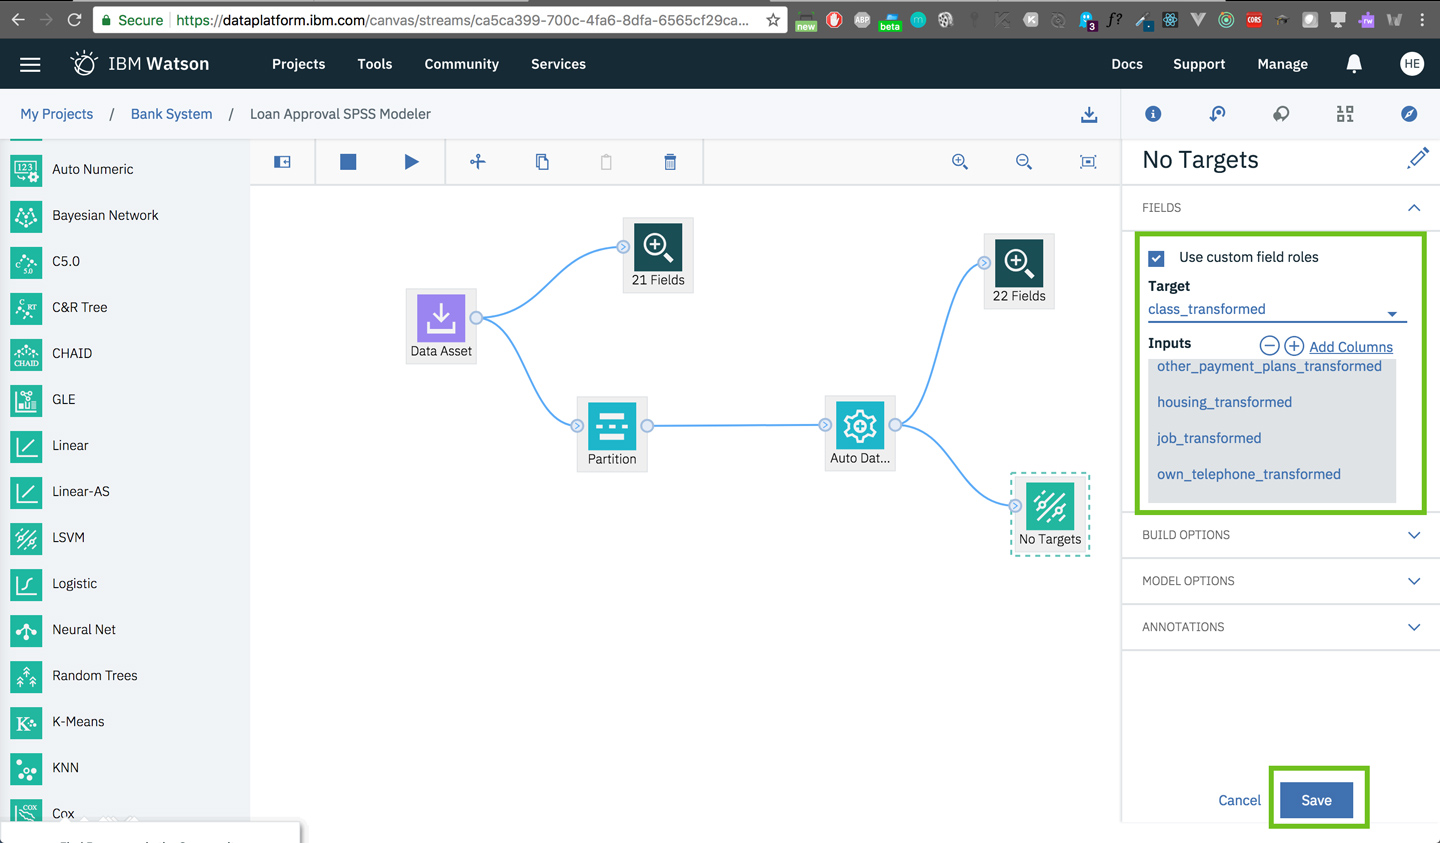 Secure
https://dataplatform.ibm.com/canvas/streams/ca5ca399-700c-4fa6-8dfa-6565cf29ca...
new
ABP
beta
3
f?
CORS
rw
IBM Watson
Projects
Tools
Community
Services
Docs
Support
Manage
HE
My Projects / Bank System / Loan Approval SPSS Modeler
Auto Numeric
Bayesian Network
C5.0
C&R Tree
CHAID
GLE
Linear
Linear-AS
LSVM
Logistic
Neural Net
Random Trees
K-Means
KNN
Cox
21 Fields
22 Fields
Data Asset
Partition
Auto Dat...
No Targets
No Targets
FIELDS
Use custom field roles
Target
class_transformed
Inputs
Add Columns
other_payment_plans_transformed
housing_transformed
job_transformed
own_telephone_transformed
BUILD OPTIONS
MODEL OPTIONS
ANNOTATIONS
Cancel
Save